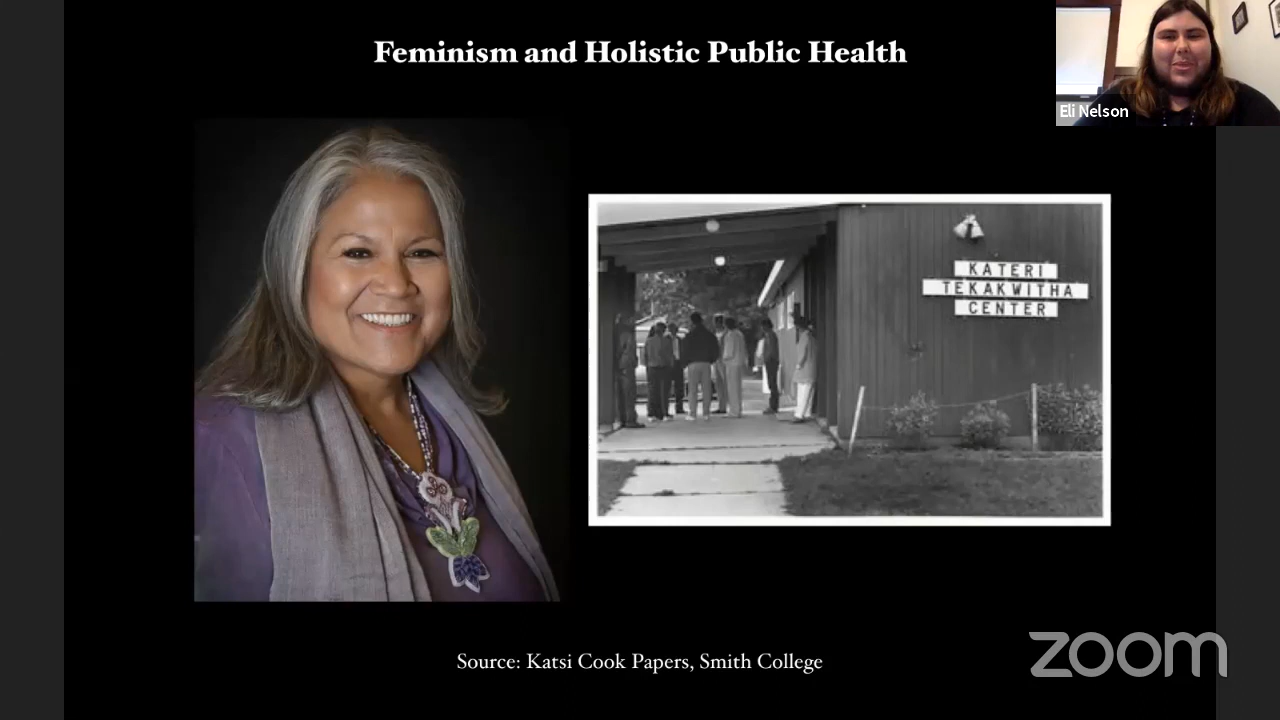 Feminism and Holistic Public Health
Eli Nelson
KATERI
TEKAKWITHA
CENTER
Source: Katsi Cook Papers, Smith College
zoom